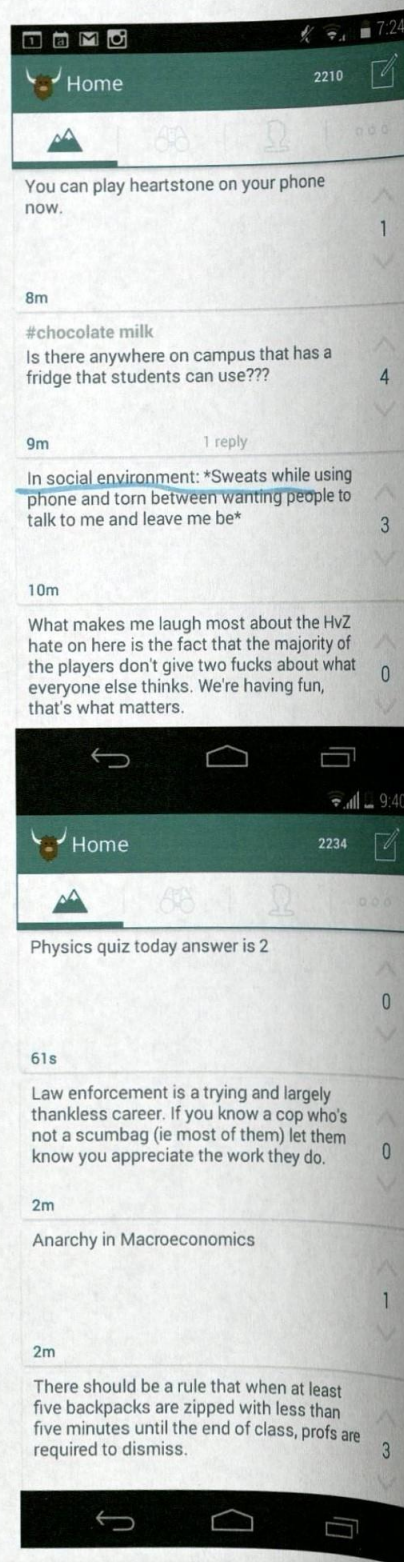 1 a 7:24
Home 2210
You can play heartstone on your phone
now.
1
8m
#chocolate milk
Is there anywhere on campus that has a
fridge that students can use???
4
9m 1 reply
In social environment: *Sweats while using
phone and torn between wanting people to
talk to me and leave me be*
3
10m
What makes me laugh most about the HvZ
hate on here is the fact that the majority of
the players don't give two fucks about what
everyone else thinks. We're having fun,
that's what matters.
0
9:40
Home 2234
Physics quiz today answer is 2
0
61s
Law enforcement is a trying and largely
thankless career. If you know a cop who's
not a scumbag (ie most of them) let them
know you appreciate the work they do.
0
2m
Anarchy in Macroeconomics
1
2m
There should be a rule that when at least
five backpacks are zipped with less than
five minutes until the end of class, profs are
required to dismiss.
3